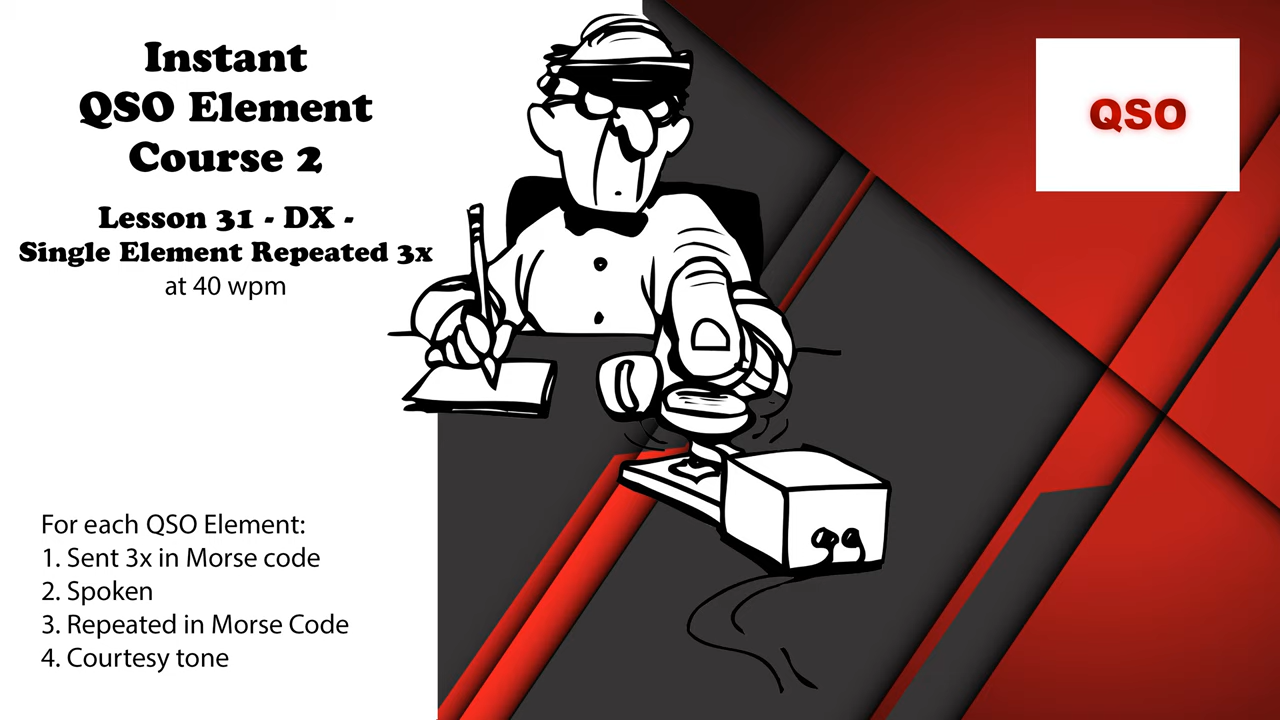 Instant
QSO Element
Course 2
Lesson 31 - DX -
Single Element Repeated 3x
at 40 wpm
QSO
For each QSO Element:
1. Sent 3x in Morse code
2. Spoken
3. Repeated in Morse Code
4. Courtesy tone